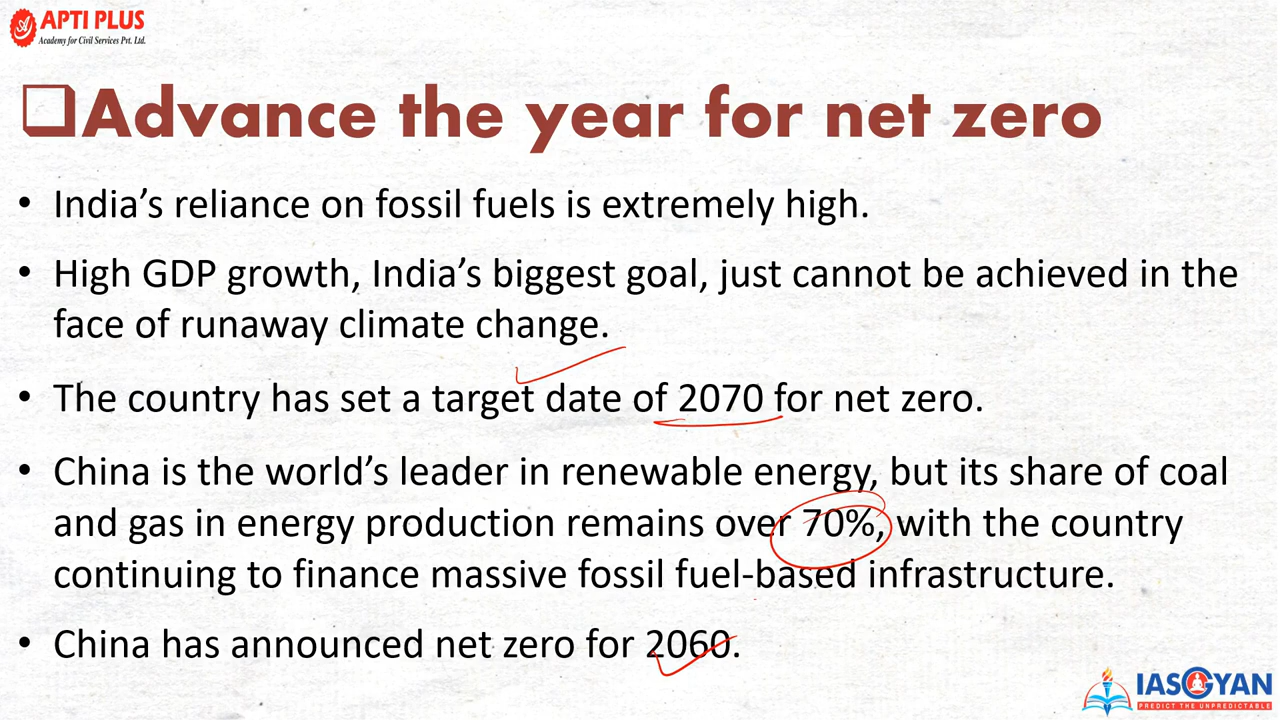 APTI PLUS
Academy for Civil Services Pvt. Ltd.
Advance the year for net zero
• India’s reliance on fossil fuels is extremely high.
• High GDP growth, India’s biggest goal, just cannot be achieved in the
face of runaway climate change.
• The country has set a target date of 2070 for net zero.
• China is the world’s leader in renewable energy, but its share of coal
and gas in energy production remains over 70%, with the country
continuing to finance massive fossil fuel-based infrastructure.
• China has announced net zero for 2060.
IASGYAN
PREDICT THE UNPREDICTABLE